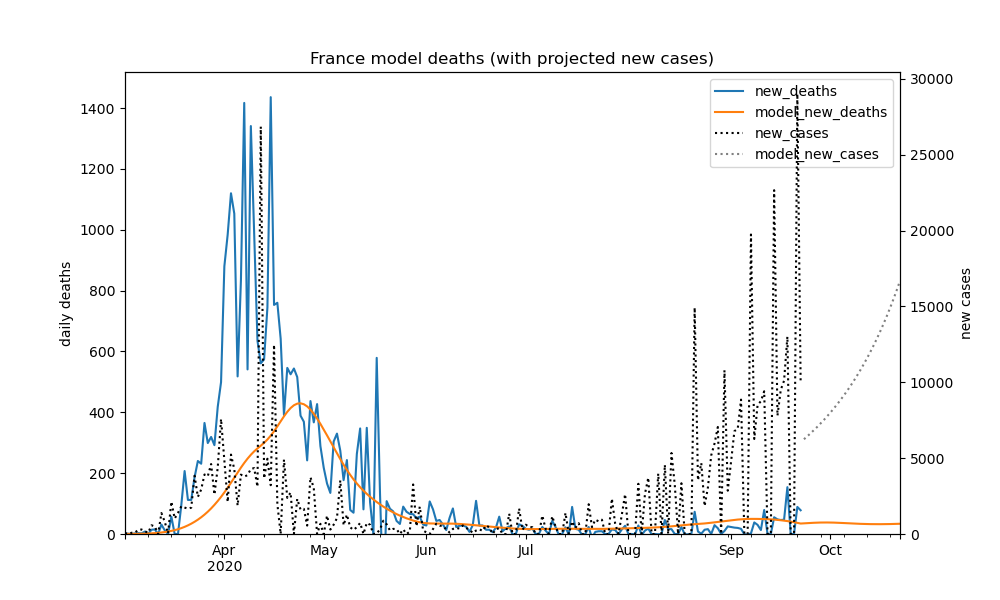 France model deaths (with projected new cases)
new_deaths
model_new_deaths
new_cases
model_new_cases
daily deaths
new cases
1400
1200
1000
800
600
400
200
0
30000
25000
20000
15000
10000
5000
0
Apr
2020
May
Jun
Jul
Aug
Sep
Oct